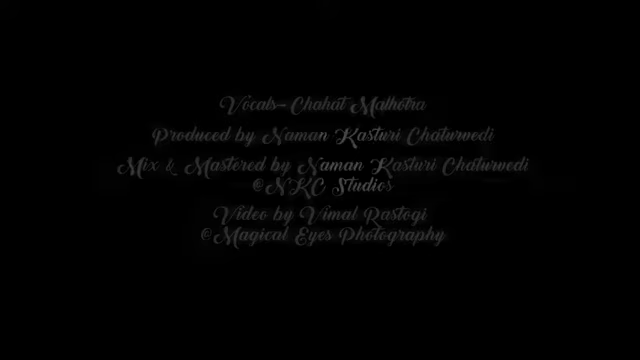 Vocals- Chahat Malhotra
Produced by Naman Kasturi Chaturvedi
Mix & Mastered by Naman Kasturi Chaturvedi
@NKC Studios
Video by Vimal Rastogi
@Magical Eyes Photography